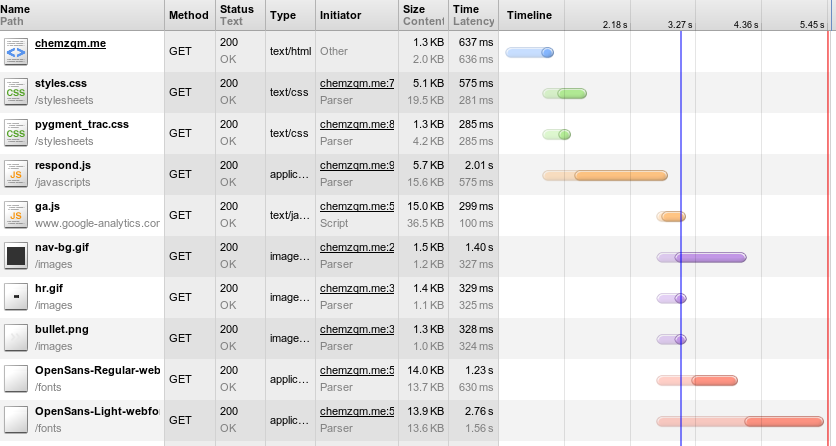 Name Method Status Type Initiator Size Time Timeline
Path Text Content Latency 2.18 s 3.27 s 4.36 s 5.45 s
chemzqm.me GET 200 text/html Other 1.3 KB 637 ms
OK 2.0 KB 636 ms
styles.css GET 200 text/css chemzqm.me:7 5.1 KB 575 ms
/stylesheets OK Parser 19.5 KB 281 ms
pygment_trac.css GET 200 text/css chemzqm.me:8 1.3 KB 285 ms
/stylesheets OK Parser 4.2 KB 285 ms
respond.js GET 200 applic... chemzqm.me:9 5.7 KB 2.01 s
/javascripts OK Parser 15.6 KB 575 ms
ga.js GET 200 text/ja... chemzqm.me:5 15.0 KB 299 ms
www.google-analytics.cor OK Script 36.5 KB 100 ms
nav-bg.gif GET 200 image... chemzqm.me:2 1.5 KB 1.40 s
/images OK Parser 1.2 KB 327 ms
hr.gif GET 200 image... chemzqm.me:3 1.4 KB 329 ms
/images OK Parser 1.1 KB 325 ms
bullet.png GET 200 image... chemzqm.me:3 1.3 KB 328 ms
/images OK Parser 1.0 KB 324 ms
OpenSans-Regular-web GET 200 applic... chemzqm.me:5 14.0 KB 1.23 s
/fonts OK Parser 13.7 KB 630 ms
OpenSans-Light-webfo GET 200 applic... chemzqm.me:5 13.9 KB 2.76 s
/fonts OK Parser 13.6 KB 1.56 s